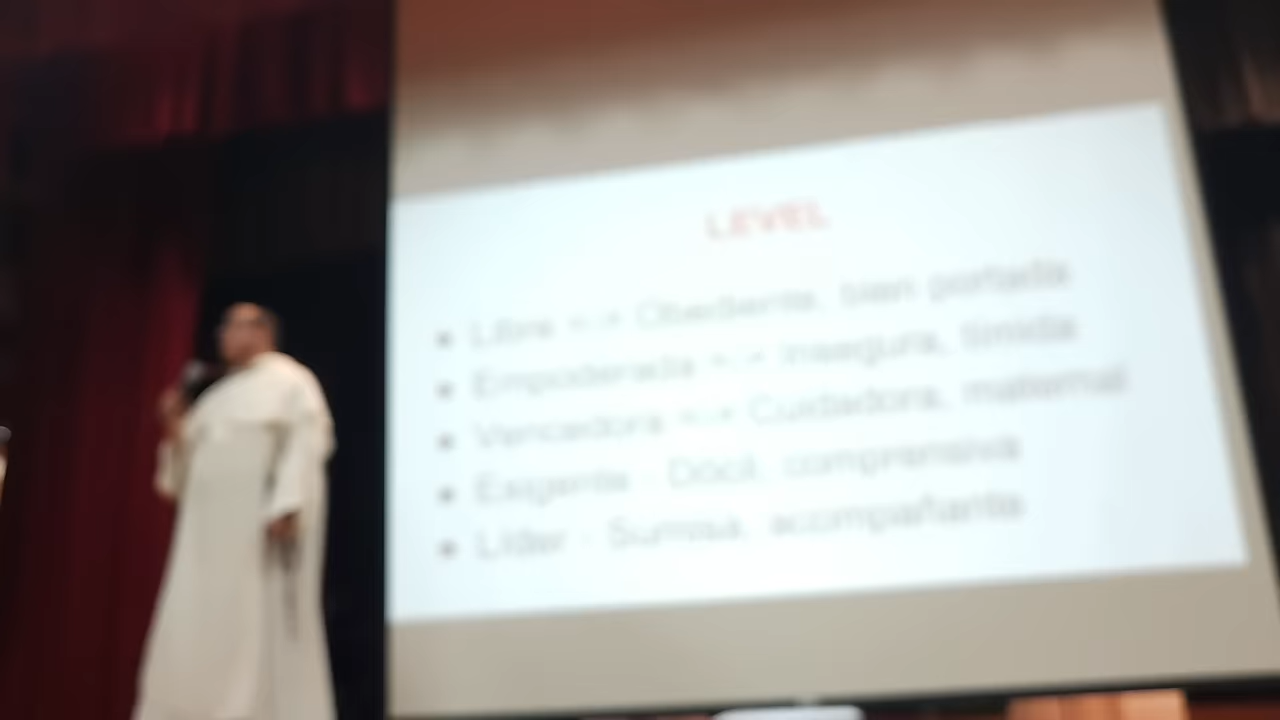 LEVEL
• Libre <-> Obediente, bien portada
• Empoderada <-< Insegura, tímida
• Vencedora <-> Cuidadora, maternal
• Exigente - Dócil, comprensiva
• Líder - Sumisa, acompañante